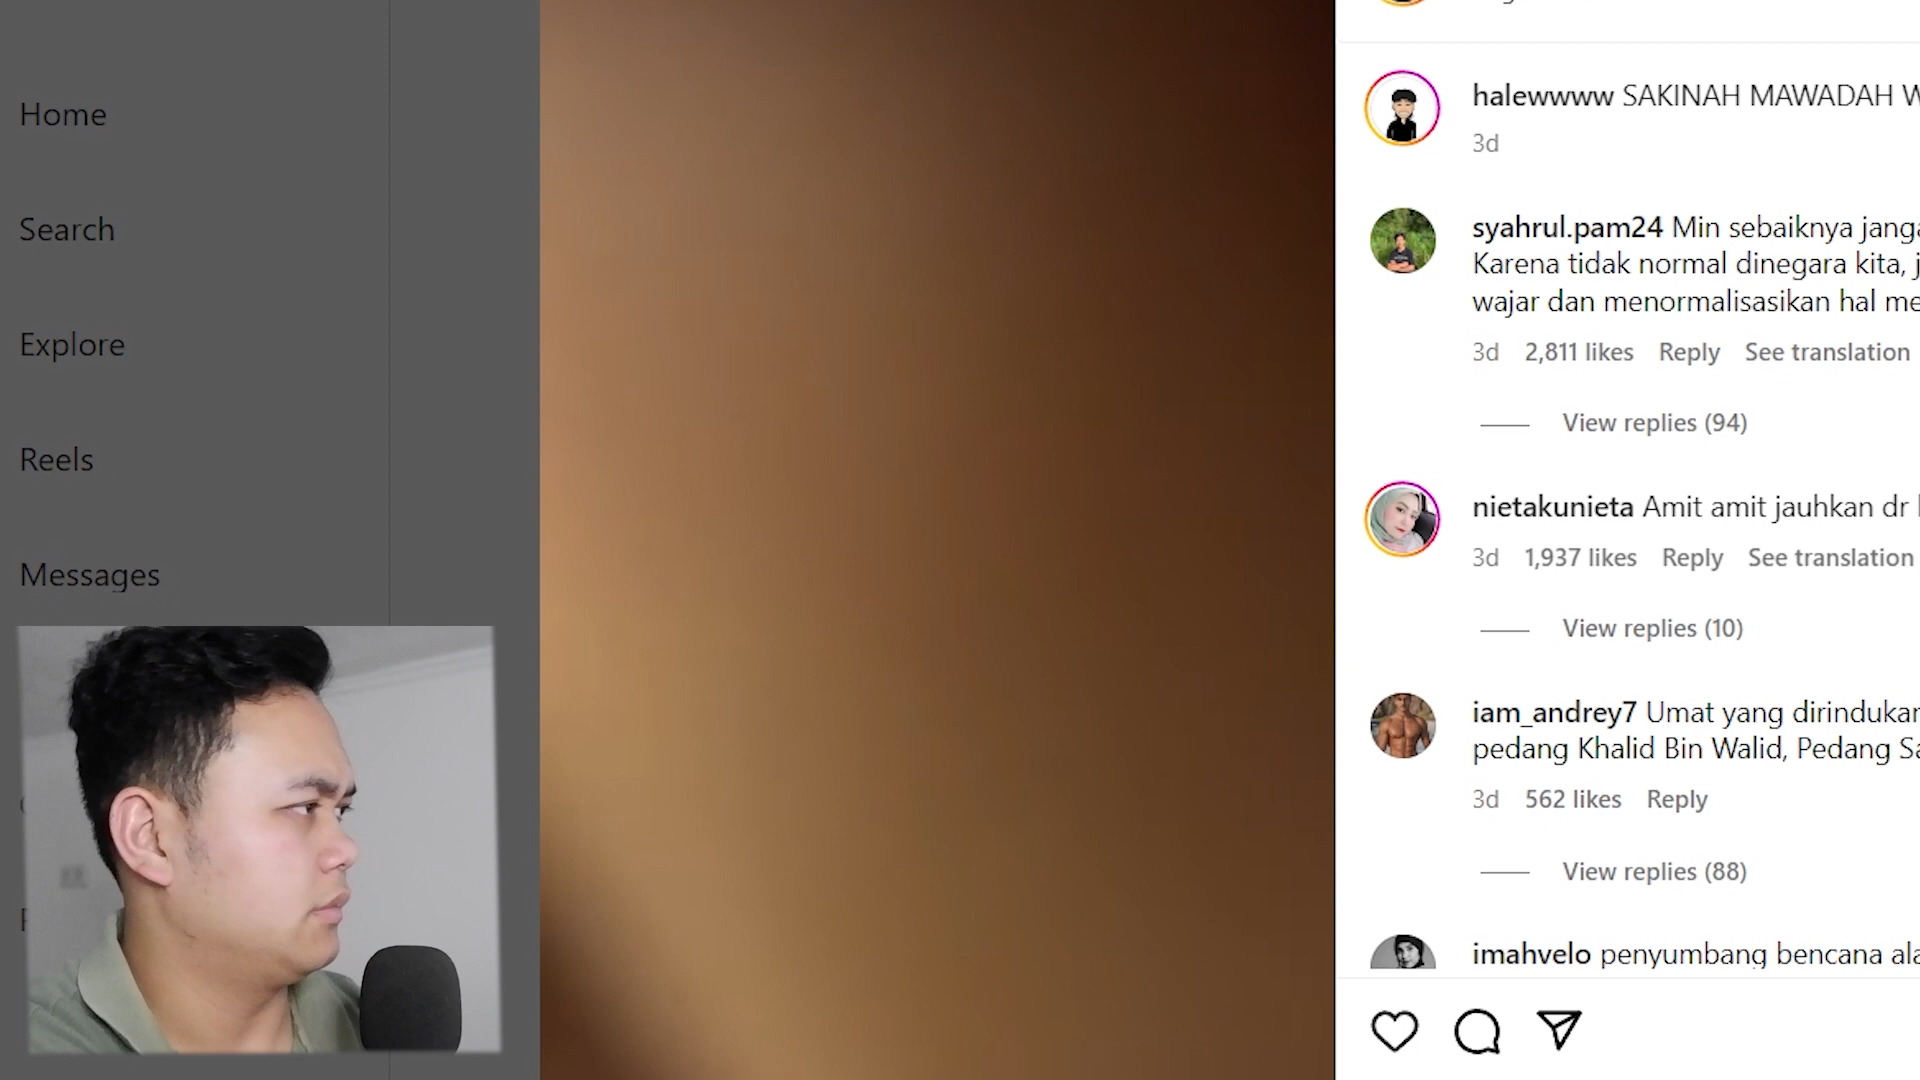 Home
Search
Explore
Reels
Messages
halewwww SAKINAH MAWADAH
3d
syahrul.pam24 Min sebaiknya
Karena tidak normal dinegara kita,
wajar dan menormalisasikan hal
3d 2,811 likes Reply See translation
View replies (94)
nietakunieta Amit amit jauhkan dr
3d 1,937 likes Reply See translation
View replies (10)
iam_andrey7 Umat yang
pedang Khalid Bin Walid, Pedang
3d 562 likes Reply
View replies (88)
imahvelo penyumbang bencana